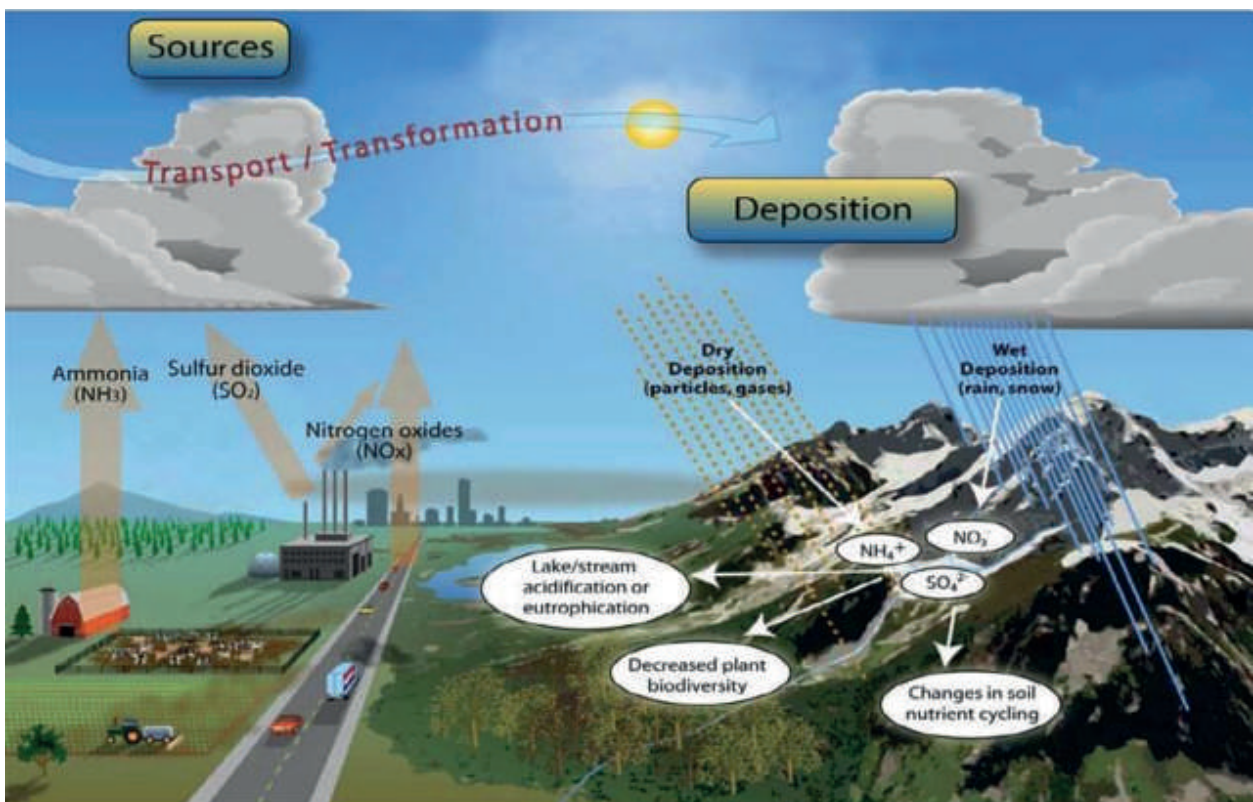 Sources
Transport / Transformation
Deposition
Ammonia
(NH₃)
Sulfur dioxide
(SO₂)
Nitrogen oxides
(NOx)
Dry
Deposition
(particles, gases)
Wet
Deposition
(rain, snow)
NH₄⁺
NO₃⁻
SO₄²⁻
Lake/stream
acidification or
eutrophication
Decreased plant
biodiversity
Changes in soil
nutrient cycling